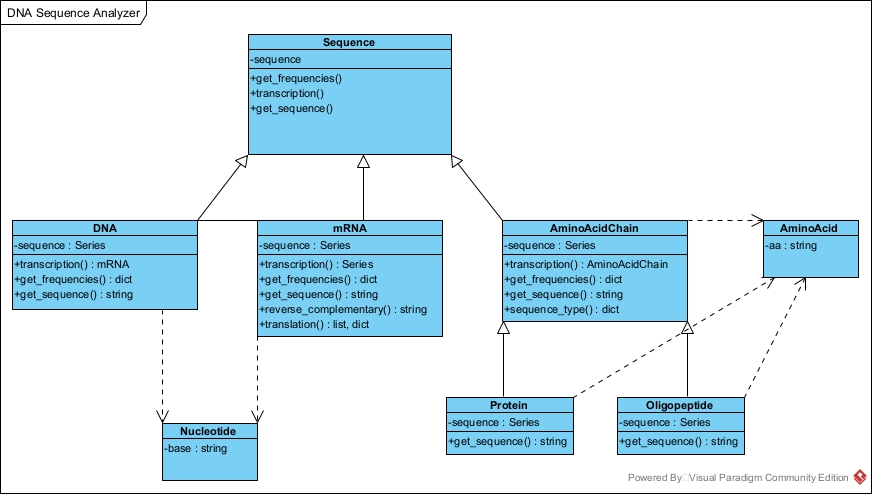 DNA Sequence Analyzer
Sequence
-sequence
+get_frequencies()
+transcription()
+get_sequence()
DNA
-sequence : Series
+transcription() : mRNA
+get_frequencies() : dict
+get_sequence() : string
mRNA
-sequence : Series
+transcription() : Series
+get_frequencies() : dict
+get_sequence() : string
+reverse_complementary() : string
+translation() : list, dict
AminoAcidChain
-sequence : Series
+transcription() : AminoAcidChain
+get_frequencies() : dict
+get_sequence() : string
+sequence_type() : dict
AminoAcid
-aa : string
Nucleotide
-base : string
Protein
-sequence : Series
+get_sequence() : string
Oligopeptide
-sequence : Series
+get_sequence() : string
Powered By Visual Paradigm Community Edition